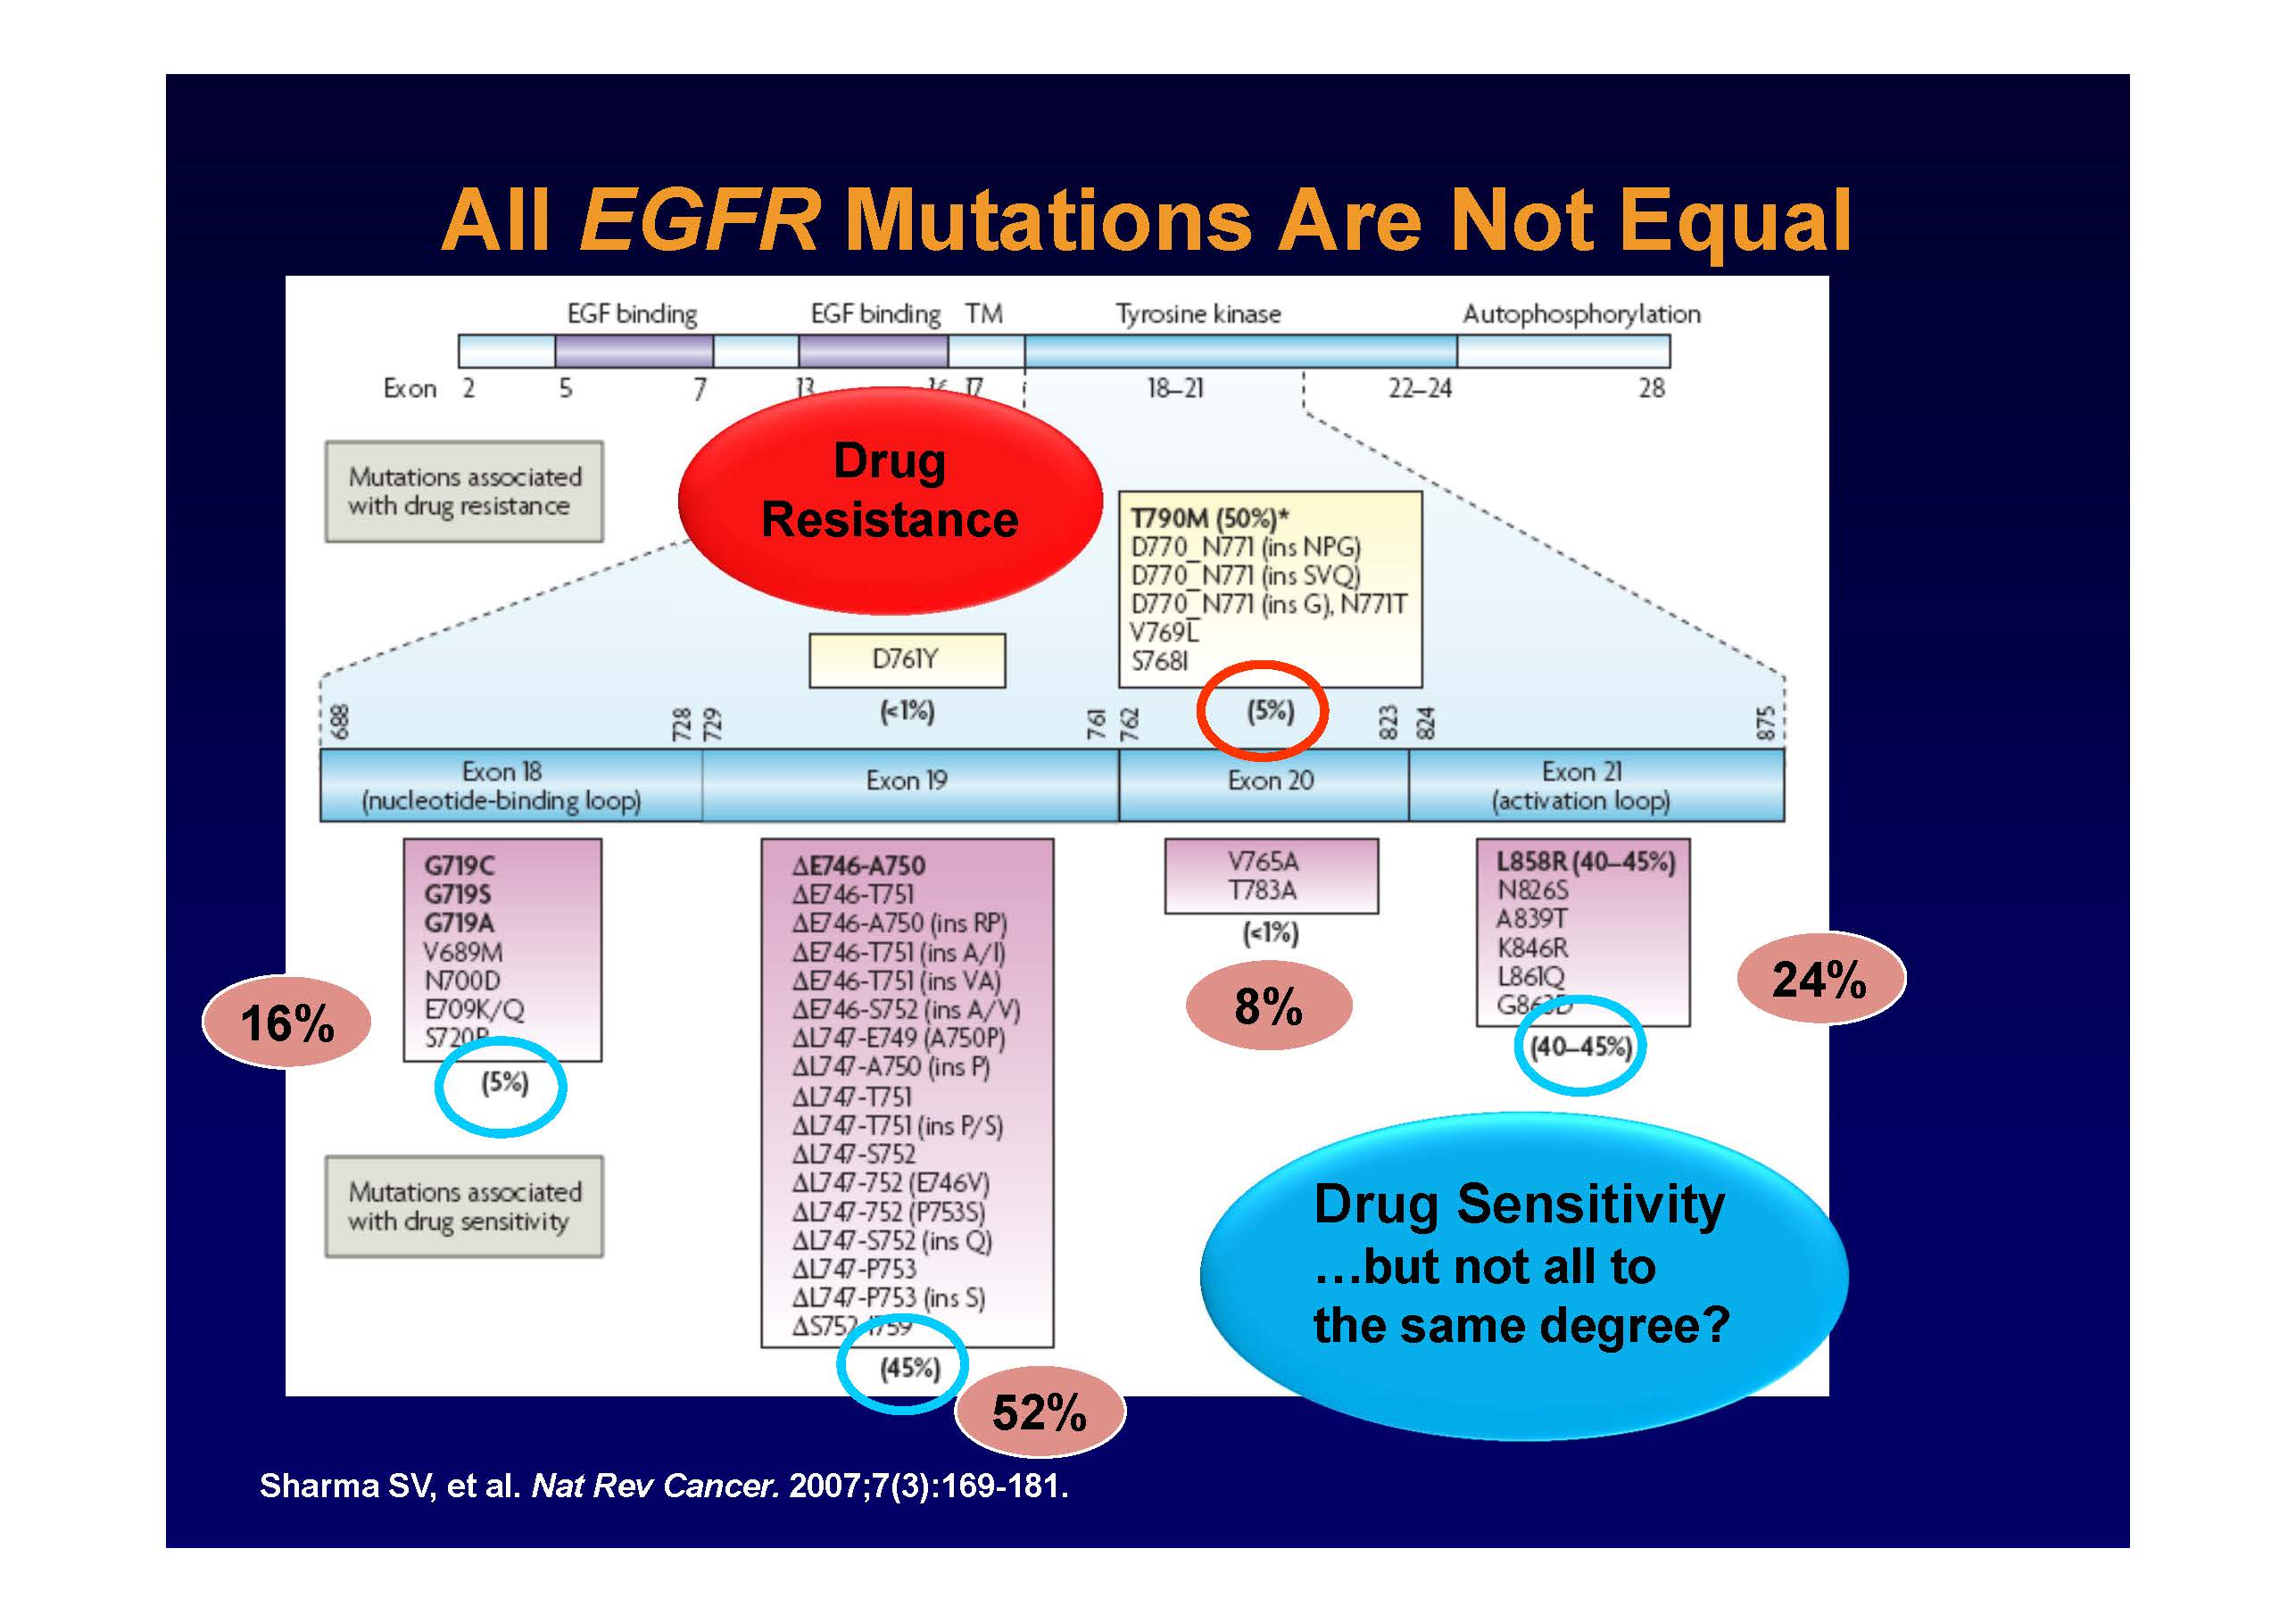 All EGFR Mutations Are Not Equal
EGF binding EGF binding TM Tyrosine kinase Autophosphorylation
Exon 2 5 7 13 16 17 18–21 22–24 28
Drug
Resistance
Mutations associated
with drug resistance
T790M (50%)*
D770_N771 (ins NPG)
D770_N771 (ins SVQ)
D770_N771 (ins G), N771T
V769L
S768I
D761Y
(<1%)
(5%)
688 728 729 761 762 823 824 875
Exon 18
(nucleotide-binding loop)
Exon 19
Exon 20
Exon 21
(activation loop)
G719C
G719S
G719A
V689M
N700D
E709K/Q
S720P
(5%)
16%
ΔE746-A750
ΔE746-T751
ΔE746-A750 (ins RP)
ΔE746-T751 (ins A/I)
ΔE746-T751 (ins VA)
ΔE746-S752 (ins A/V)
ΔL747-E749 (A750P)
ΔL747-A750 (ins P)
ΔL747-T751
ΔL747-T751 (ins P/S)
ΔL747-S752
ΔL747-752 (E746V)
ΔL747-752 (P753S)
ΔL747-S752 (ins Q)
ΔL747-P753
ΔL747-P753 (ins S)
ΔS752-I759
(45%)
52%
V765A
T783A
(<1%)
8%
L858R (40–45%)
N826S
A839T
K846R
L861Q
G863D
(40–45%)
24%
Mutations associated
with drug sensitivity
Drug Sensitivity
…but not all to
the same degree?
Sharma SV, et al. Nat Rev Cancer. 2007;7(3):169-181.